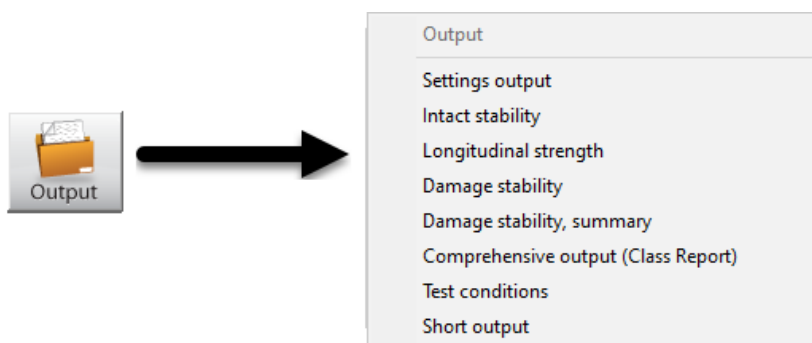 Output
Output
Settings output
Intact stability
Longitudinal strength
Damage stability
Damage stability, summary
Comprehensive output (Class Report)
Test conditions
Short output